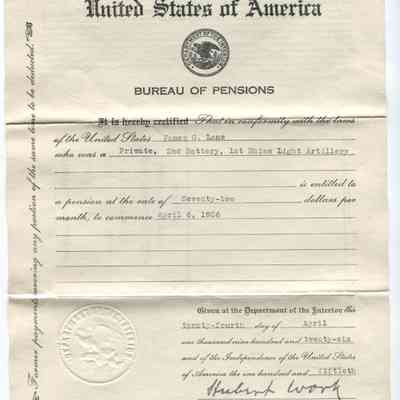 United States of America
BUREAU OF PENSIONS
It is hereby certified That in conformity with the laws
of the United States James G. Lane
who was a Private, 2nd Battery, 1st Maine Light Artillery
is entitled to
a pension at the rate of Seventy-two dollars per
month, to commence April 6, 1926
Given at the Department of the Interior this
twenty-fourth day of April
one thousand nine hundred and twenty-six
and of the Independence of the United States
of America the one hundred and fiftieth
Hubert Work
Former payments covering any portion of the same time to be deducted.